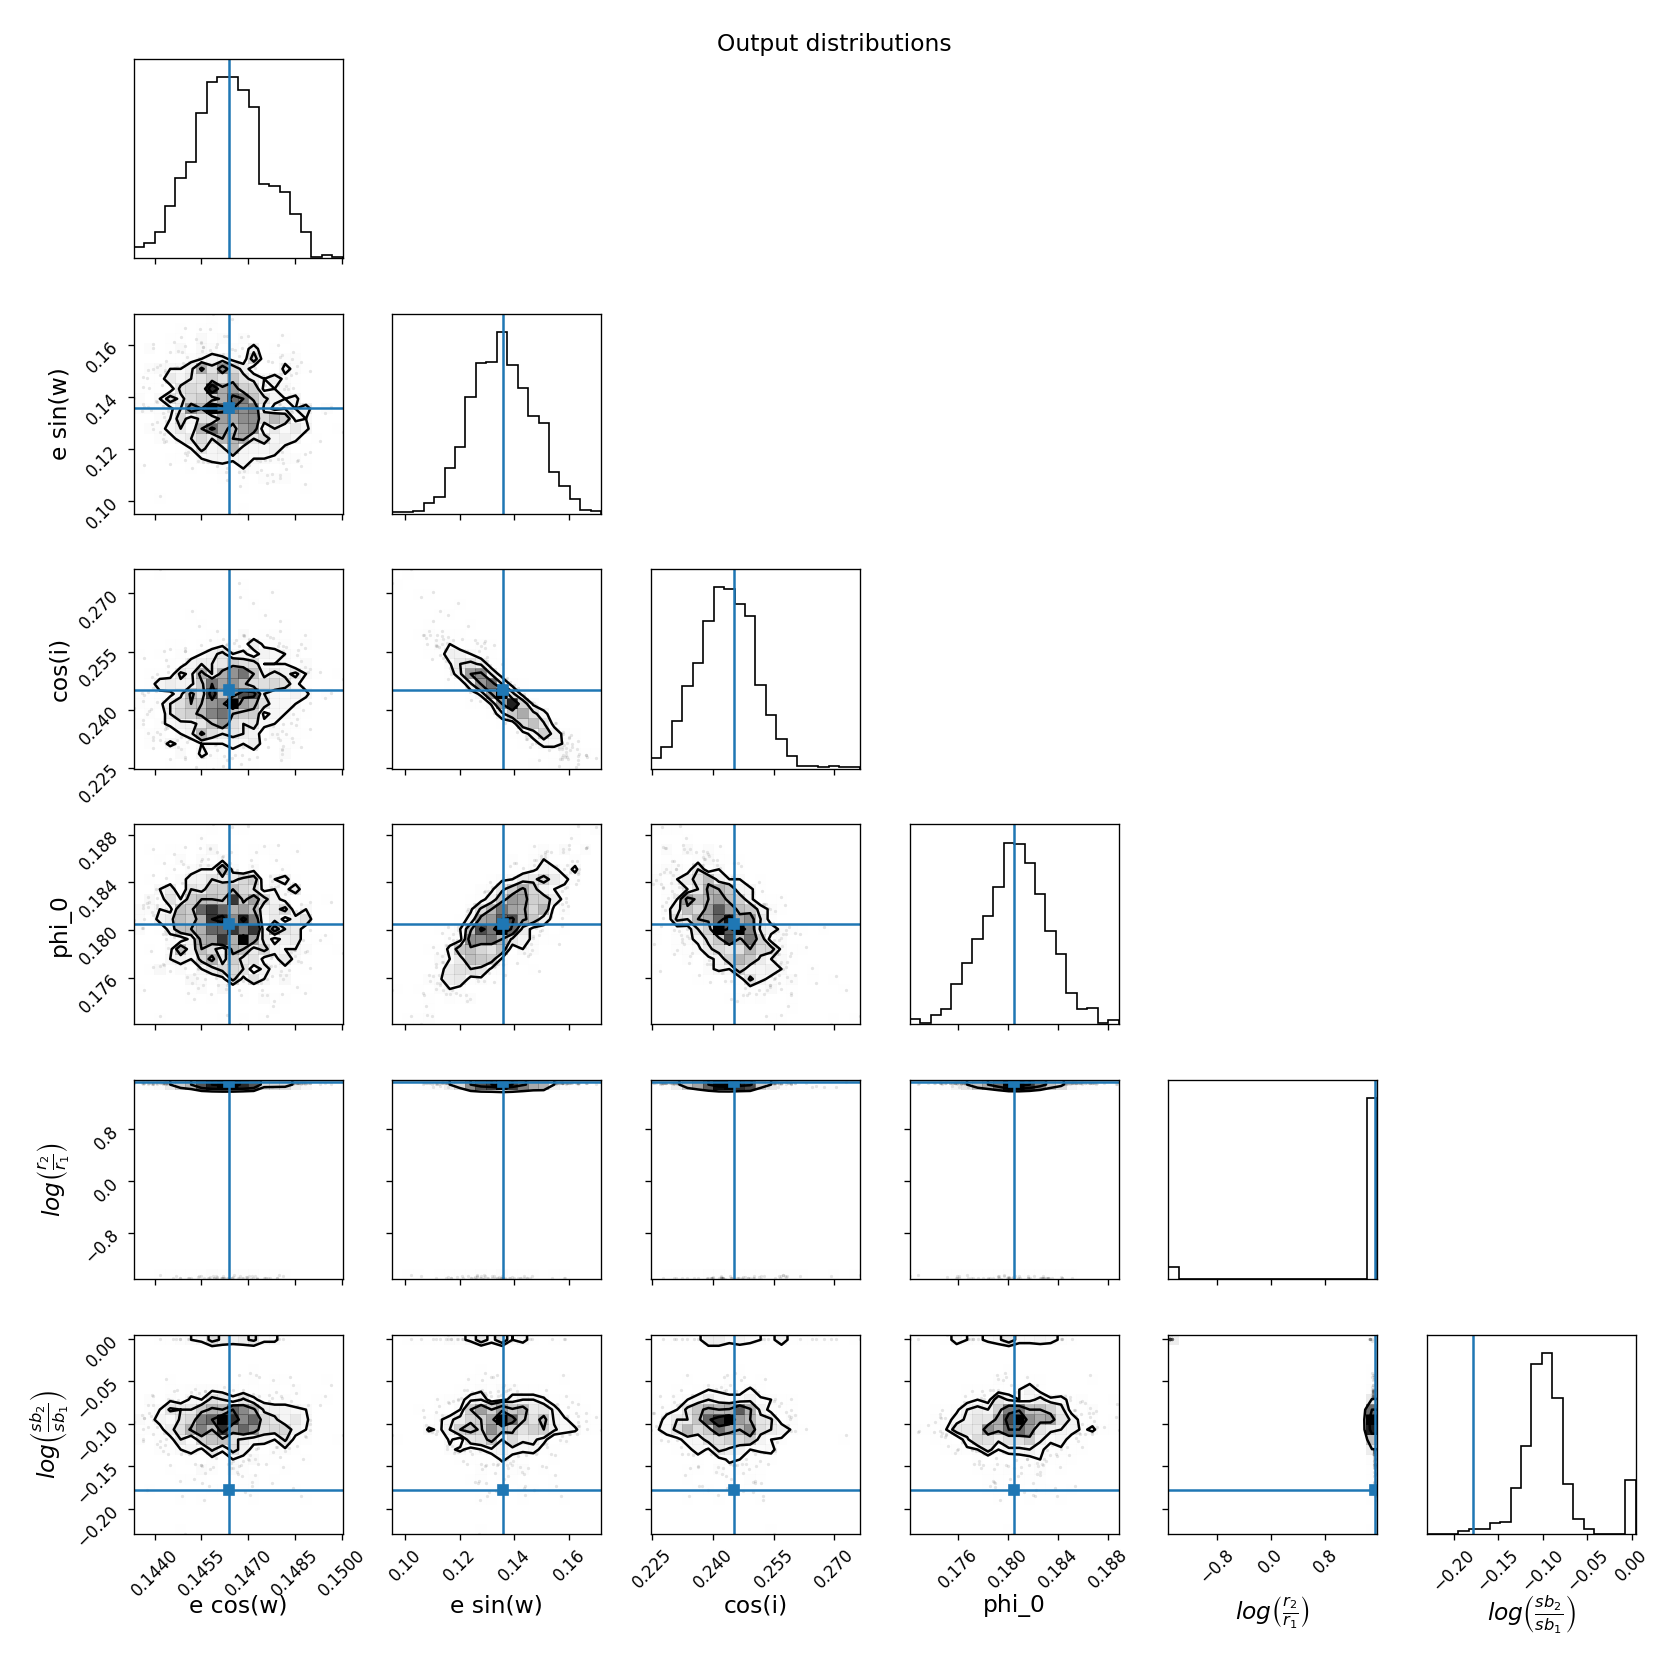 Output distributions
e sin(w)
0.16
0.14
0.12
0.10
cos(i)
0.270
0.255
0.240
0.225
phi_0
0.188
0.184
0.180
0.176
log(r₂/r₁)
0.8
0.0
−0.8
log(sb₂/sb₁)
0.00
−0.05
−0.10
−0.15
−0.20
0.1440 0.1455 0.1470 0.1485 0.1500 0.10 0.12 0.14 0.16 0.225 0.240 0.255 0.270 0.176 0.180 0.184 0.188 −0.8 0.0 0.8 −0.20 −0.15 −0.10 −0.05 0.00
e cos(w) e sin(w) cos(i) phi_0 log(r₂/r₁) log(sb₂/sb₁)